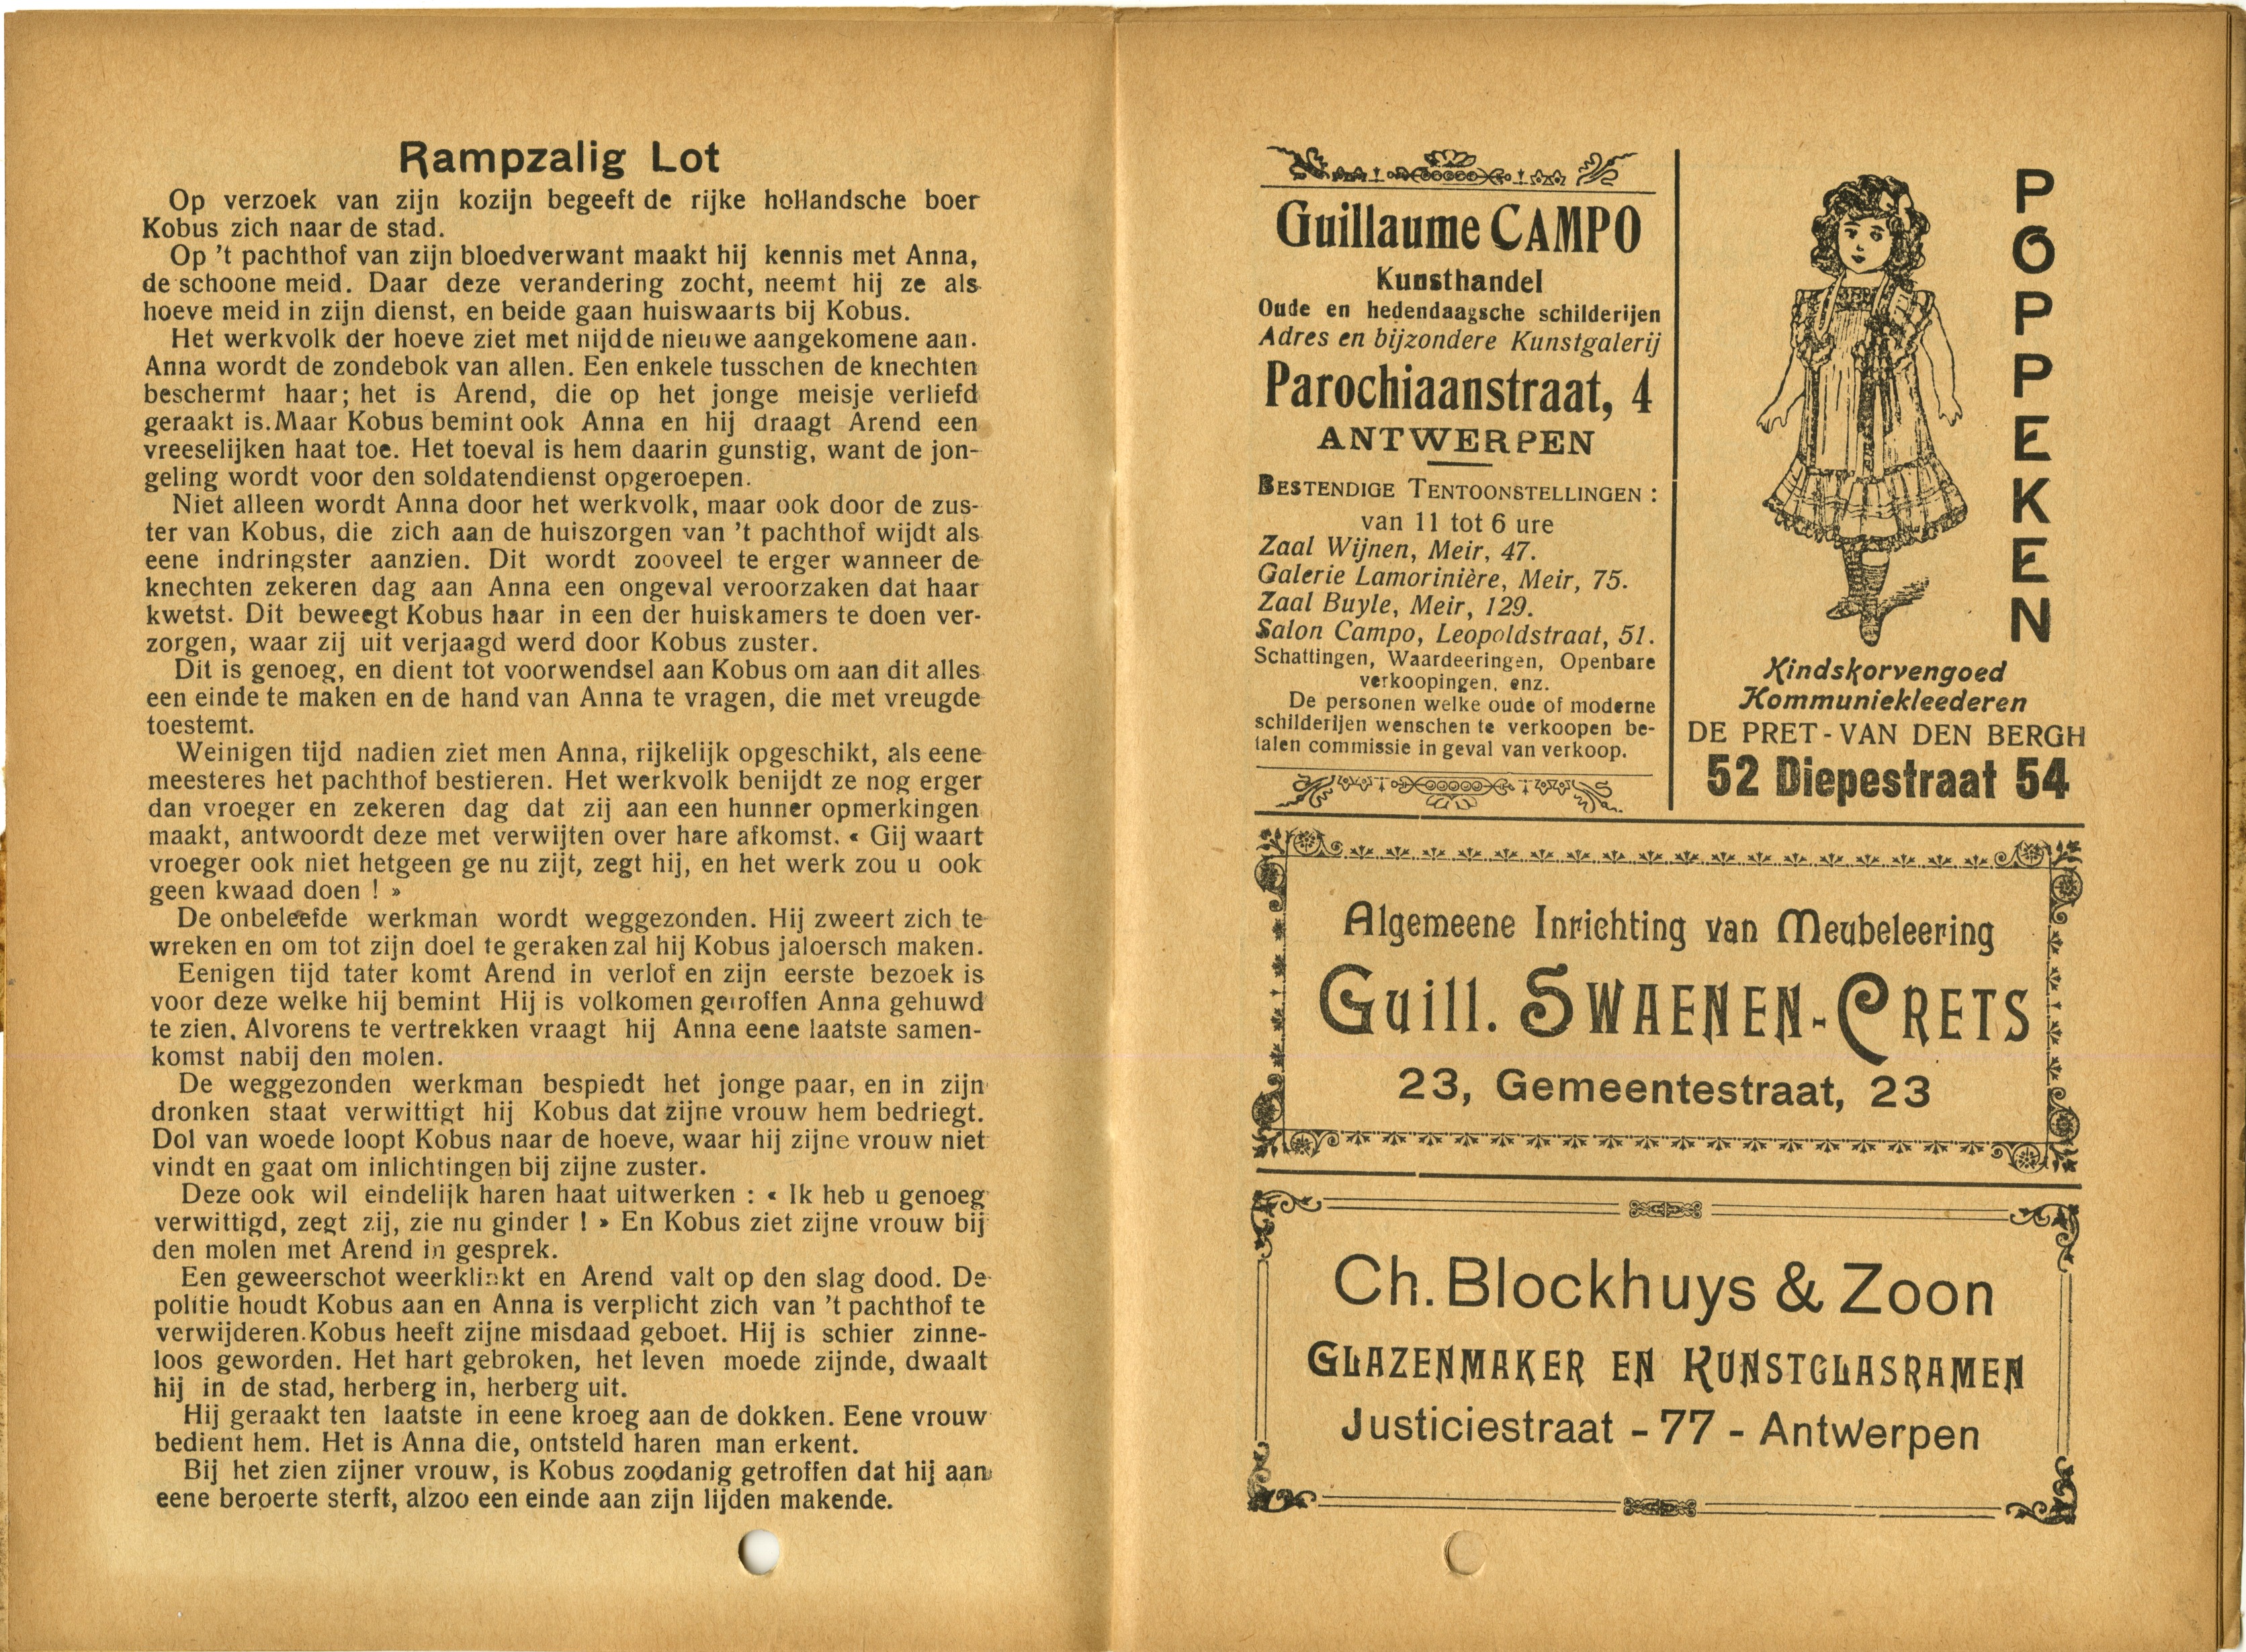 Rampzalig Lot
Op verzoek van zijn kozijn begeeft de rijke hollandsche boer
Kobus zich naar de stad.
Op 't pachthof van zijn bloedverwant maakt hij kennis met Anna,
de schoone meid. Daar deze verandering zocht, neemt hij ze als
hoeve meid in zijn dienst, en beide gaan huiswaarts bij Kobus.
Het werkvolk der hoeve ziet met nijd de nieuwe aangekomene aan.
Anna wordt de zondebok van allen. Een enkele tusschen de knechten
beschermt haar; het is Arend, die op het jonge meisje verliefd
geraakt is. Maar Kobus bemint ook Anna en hij draagt Arend een
vreeselijken haat toe. Het toeval is hem daarin gunstig, want de jon-
geling wordt voor den soldatendienst opgeroepen.
Niet alleen wordt Anna door het werkvolk, maar ook door de zus-
ter van Kobus, die zich aan de huiszorgen van 't pachthof wijdt als
eene indringster aanzien. Dit wordt zooveel te erger wanneer de
knechten zekeren dag aan Anna een ongeval veroorzaken dat haar
kwetst. Dit beweegt Kobus haar in een der huiskamers te doen ver-
zorgen, waar zij uit verjaagd werd door Kobus zuster.
Dit is genoeg, en dient tot voorwendsel aan Kobus om aan dit alles
een einde te maken en de hand van Anna te vragen, die met vreugde
toestemt.
Weinigen tijd nadien ziet men Anna, rijkelijk opgeschikt, als eene
meesteres het pachthof bestieren. Het werkvolk benijdt ze nog erger
dan vroeger en zekeren dag dat zij aan een hunner opmerkingen
maakt, antwoordt deze met verwijten over hare afkomst. « Gij waart
vroeger ook niet hetgeen ge nu zijt, zegt hij, en het werk zou u ook
geen kwaad doen ! »
De onbeleefde werkman wordt weggezonden. Hij zweert zich te
wreken en om tot zijn doel te geraken zal hij Kobus jaloersch maken.
Eenigen tijd tater komt Arend in verlof en zijn eerste bezoek is
voor deze welke hij bemint Hij is volkomen getroffen Anna gehuwd
te zien. Alvorens te vertrekken vraagt hij Anna eene laatste samen-
komst nabij den molen.
De weggezonden werkman bespiedt het jonge paar, en in zijn
dronken staat verwittigt hij Kobus dat zijne vrouw hem bedriegt.
Dol van woede loopt Kobus naar de hoeve, waar hij zijne vrouw niet
vindt en gaat om inlichtingen bij zijne zuster.
Deze ook wil eindelijk haren haat uitwerken : « Ik heb u genoeg
verwittigd, zegt zij, zie nu ginder ! » En Kobus ziet zijne vrouw bij
den molen met Arend in gesprek.
Een geweerschot weerklinkt en Arend valt op den slag dood. De
politie houdt Kobus aan en Anna is verplicht zich van 't pachthof te
verwijderen. Kobus heeft zijne misdaad geboet. Hij is schier zinne-
loos geworden. Het hart gebroken, het leven moede zijnde, dwaalt
hij in de stad, herberg in, herberg uit.
Hij geraakt ten laatste in eene kroeg aan de dokken. Eene vrouw
bedient hem. Het is Anna die, ontsteld haren man erkent.
Bij het zien zijner vrouw, is Kobus zoodanig getroffen dat hij aan
eene beroerte sterft, alzoo een einde aan zijn lijden makende.
Guillaume CAMPO
Kunsthandel
Oude en hedendaagsche schilderijen
Adres en bijzondere Kunstgalerij
Parochiaanstraat, 4
ANTWERPEN
BESTENDIGE TENTOONSTELLINGEN :
van 11 tot 6 ure
Zaal Wijnen, Meir, 47.
Galerie Lamorinière, Meir, 75.
Zaal Buyle, Meir, 129.
Salon Campo, Leopoldstraat, 51.
Schattingen, Waardeeringen, Openbare
verkoopingen, enz.
De personen welke oude of moderne
schilderijen wenschen te verkoopen be-
talen commissie in geval van verkoop.
POPPEKEN
Kindskorvengoed
Kommuniekleederen
DE PRET - VAN DEN BERGH
52 Diepestraat 54
Algemeene Inrichting van Meubeleering
Guill. SWAENEN-CRETS
23, Gemeentestraat, 23
Ch. Blockhuys & Zoon
GLAZENMAKER EN KUNSTGLASRAMEN
Justiciestraat - 77 - Antwerpen